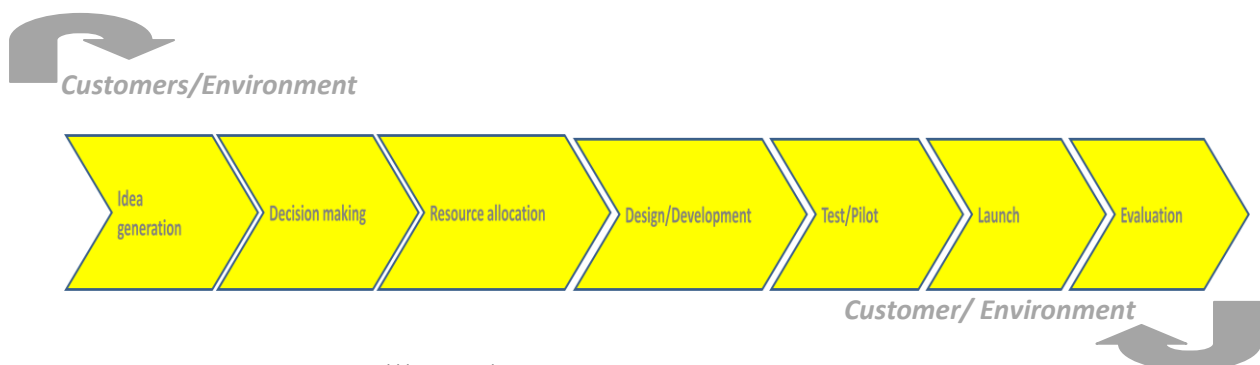 Customers/Environment
Idea
generation
Decision making
Resource allocation
Design/Development
Test/Pilot
Launch
Evaluation
Customer/ Environment